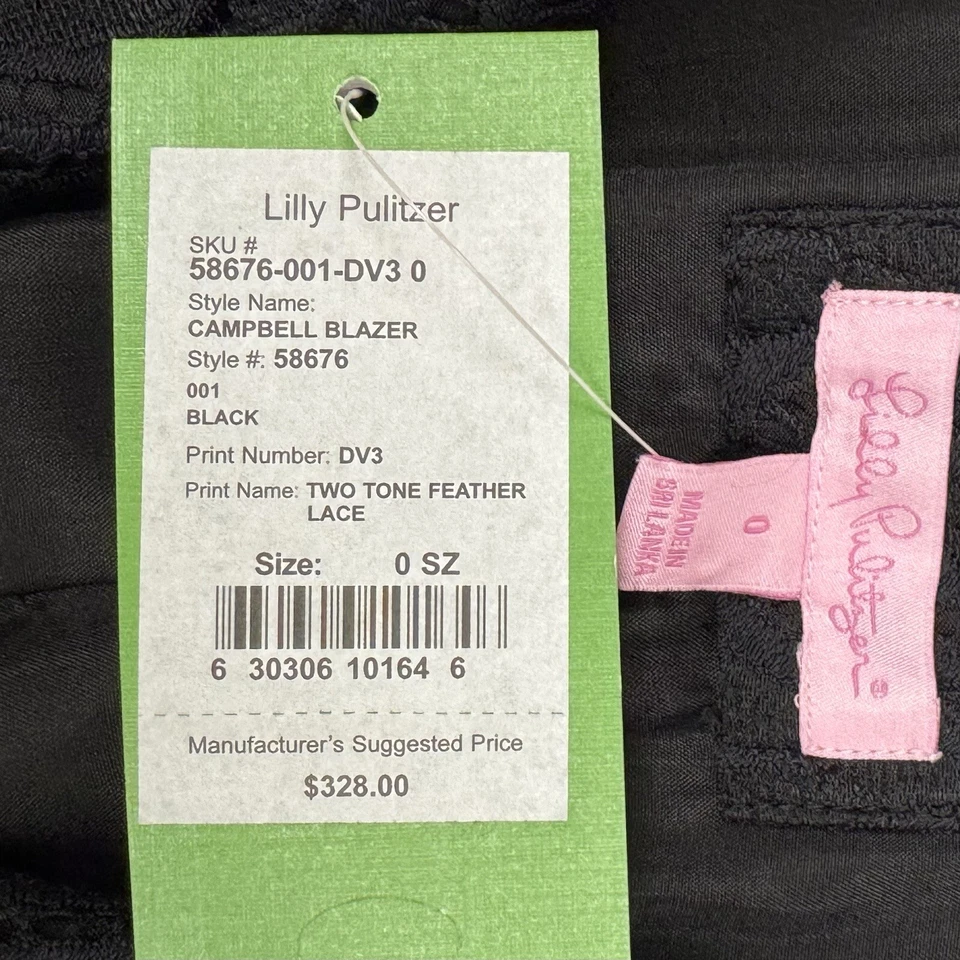 Lilly Pulitzer
SKU #
58676-001-DV3 0
Style Name:
CAMPBELL BLAZER
Style #: 58676
001
BLACK
Print Number: DV3
Print Name: TWO TONE FEATHER
LACE
Size: 0 SZ
6 30306 10164 6
Manufacturer's Suggested Price
$328.00
Lilly Pulitzer®
0
MADE IN
SRI LANKA